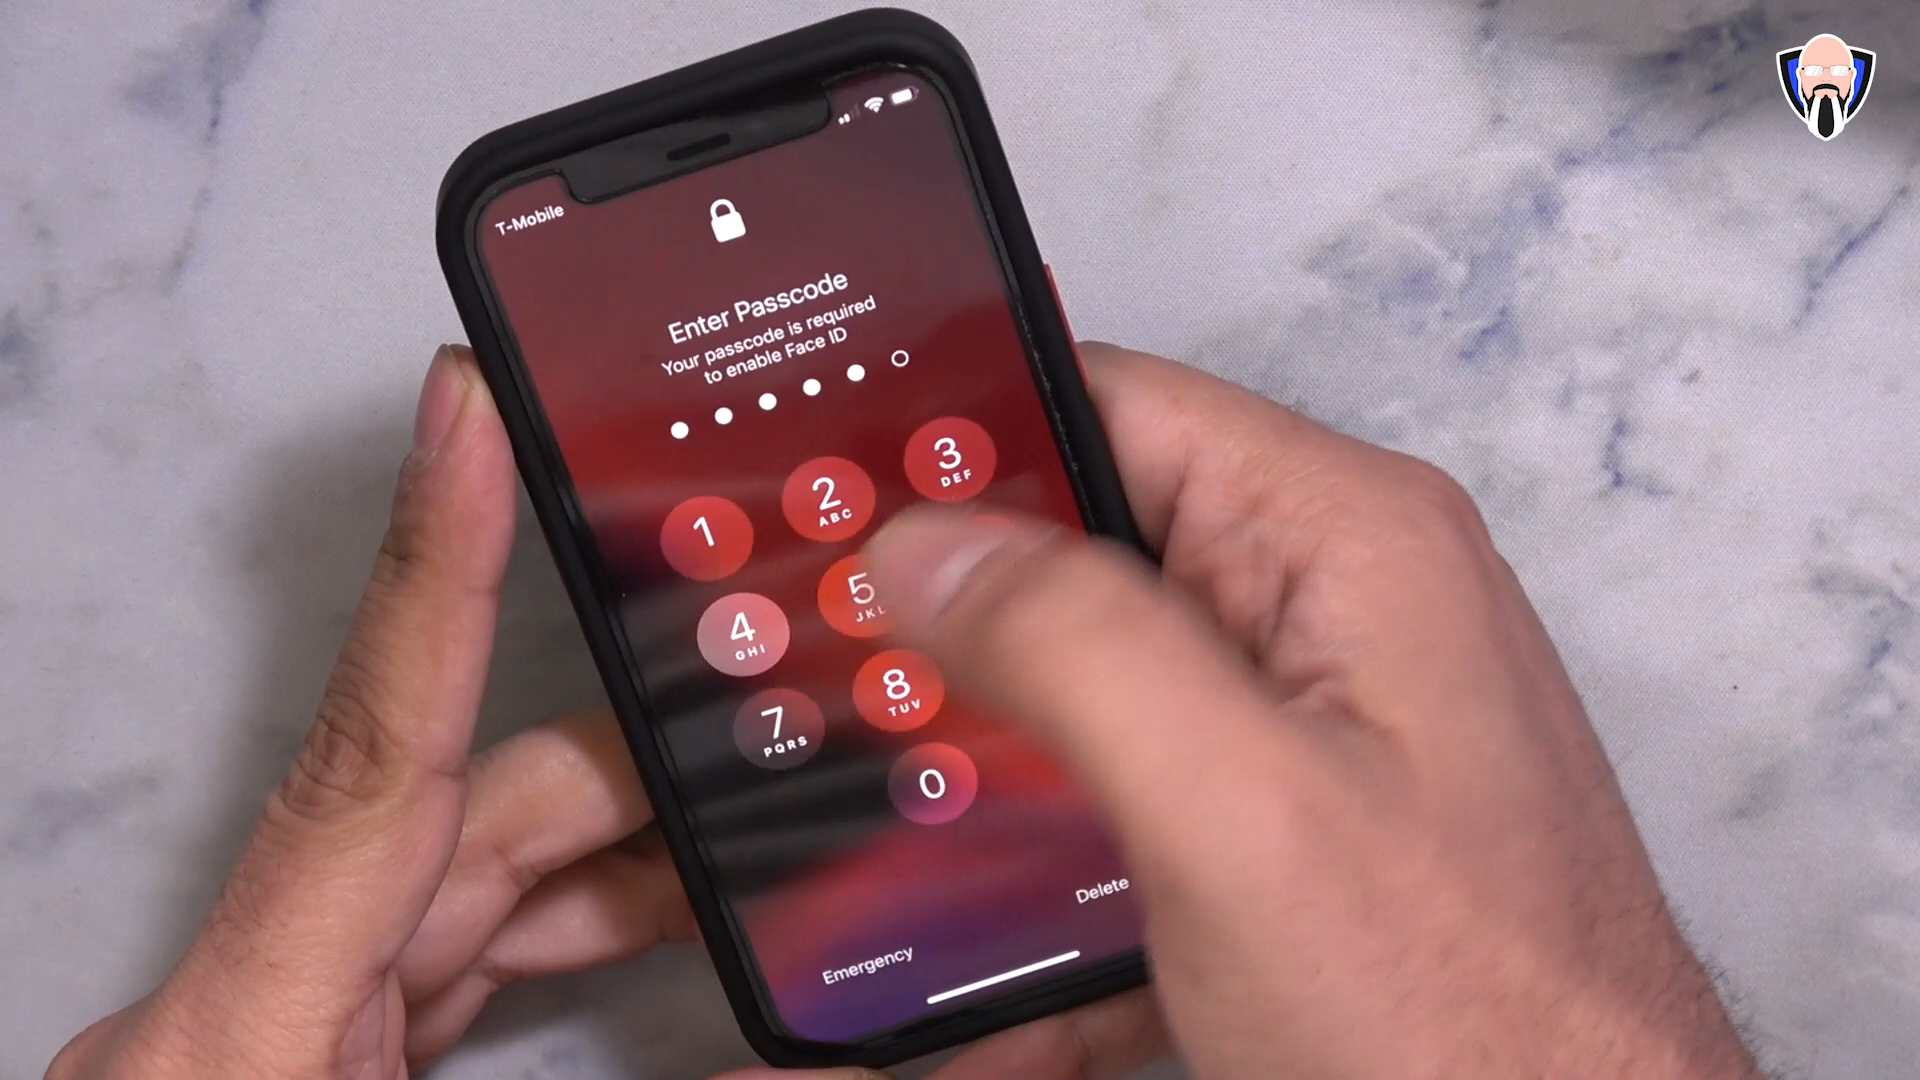 T-Mobile
Enter Passcode
Your passcode is required
to enable Face ID
1
2
ABC
3
DEF
4
GHI
5
JKL
7
PQRS
8
TUV
0
Emergency
Delete